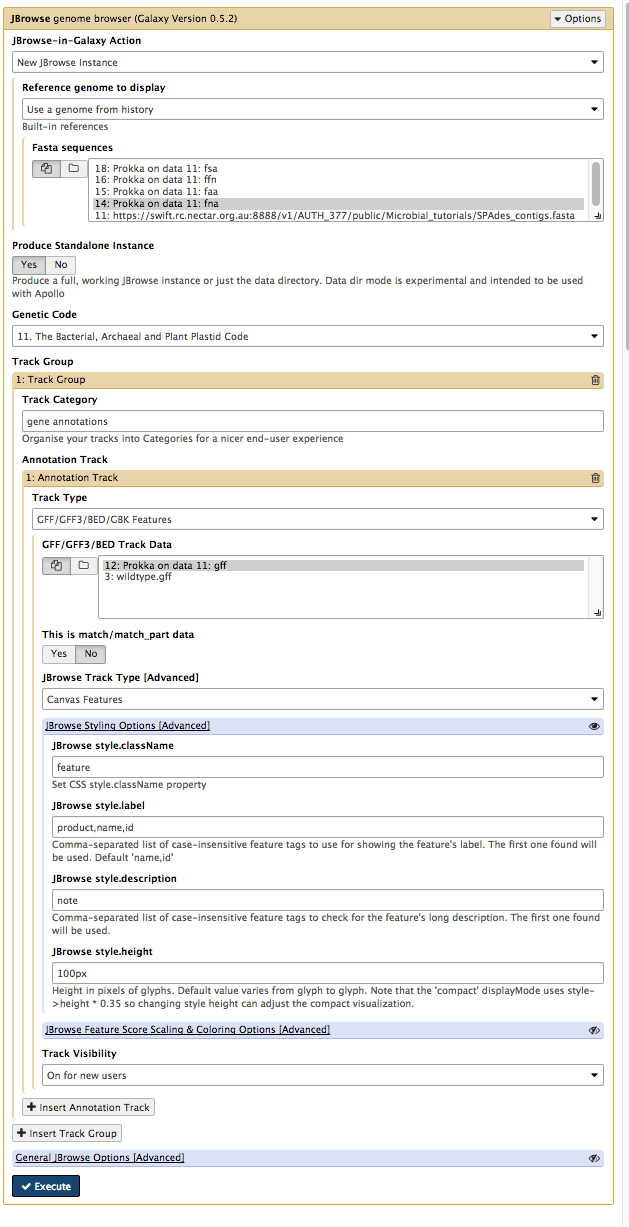 JBrowse genome browser (Galaxy Version 0.5.2)
Options
JBrowse-in-Galaxy Action
New JBrowse Instance
Reference genome to display
Use a genome from history
Built-in references
Fasta sequences
18: Prokka on data 11: fsa
16: Prokka on data 11: ffn
15: Prokka on data 11: faa
14: Prokka on data 11: fna
11: https://swift.rc.nectar.org.au:8888/v1/AUTH_377/public/Microbial_tutorials/SPAdes_contigs.fasta
Produce Standalone Instance
Yes No
Produce a full, working JBrowse instance or just the data directory. Data dir mode is experimental and intended to be used
with Apollo
Genetic Code
11. The Bacterial, Archaeal and Plant Plastid Code
Track Group
1: Track Group
Track Category
gene annotations
Organise your tracks into Categories for a nicer end-user experience
Annotation Track
1: Annotation Track
Track Type
GFF/GFF3/BED/GBK Features
GFF/GFF3/BED Track Data
12: Prokka on data 11: gff
3: wildtype.gff
This is match/match_part data
Yes No
JBrowse Track Type [Advanced]
Canvas Features
JBrowse Styling Options [Advanced]
JBrowse style.className
feature
Set CSS style.className property
JBrowse style.label
product,name,id
Comma-separated list of case-insensitive feature tags to use for showing the feature's label. The first one found will
be used. Default 'name,id'
JBrowse style.description
note
Comma-separated list of case-insensitive feature tags to check for the feature's long description. The first one found
will be used.
JBrowse style.height
100px
Height in pixels of glyphs. Default value varies from glyph to glyph. Note that the 'compact' displayMode uses style-
>height * 0.35 so changing style height can adjust the compact visualization.
JBrowse Feature Score Scaling & Coloring Options [Advanced]
Track Visibility
On for new users
Insert Annotation Track
Insert Track Group
General JBrowse Options [Advanced]
Execute